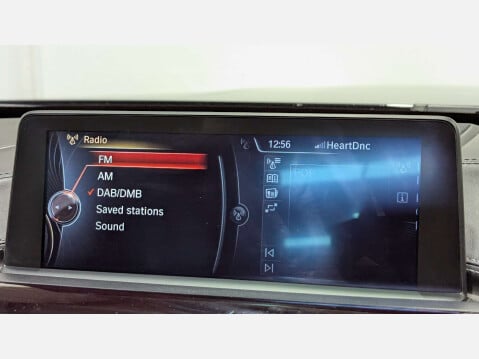 Radio
12:56
HeartDnc
FM
AM
DAB/DMB
Saved stations
Sound